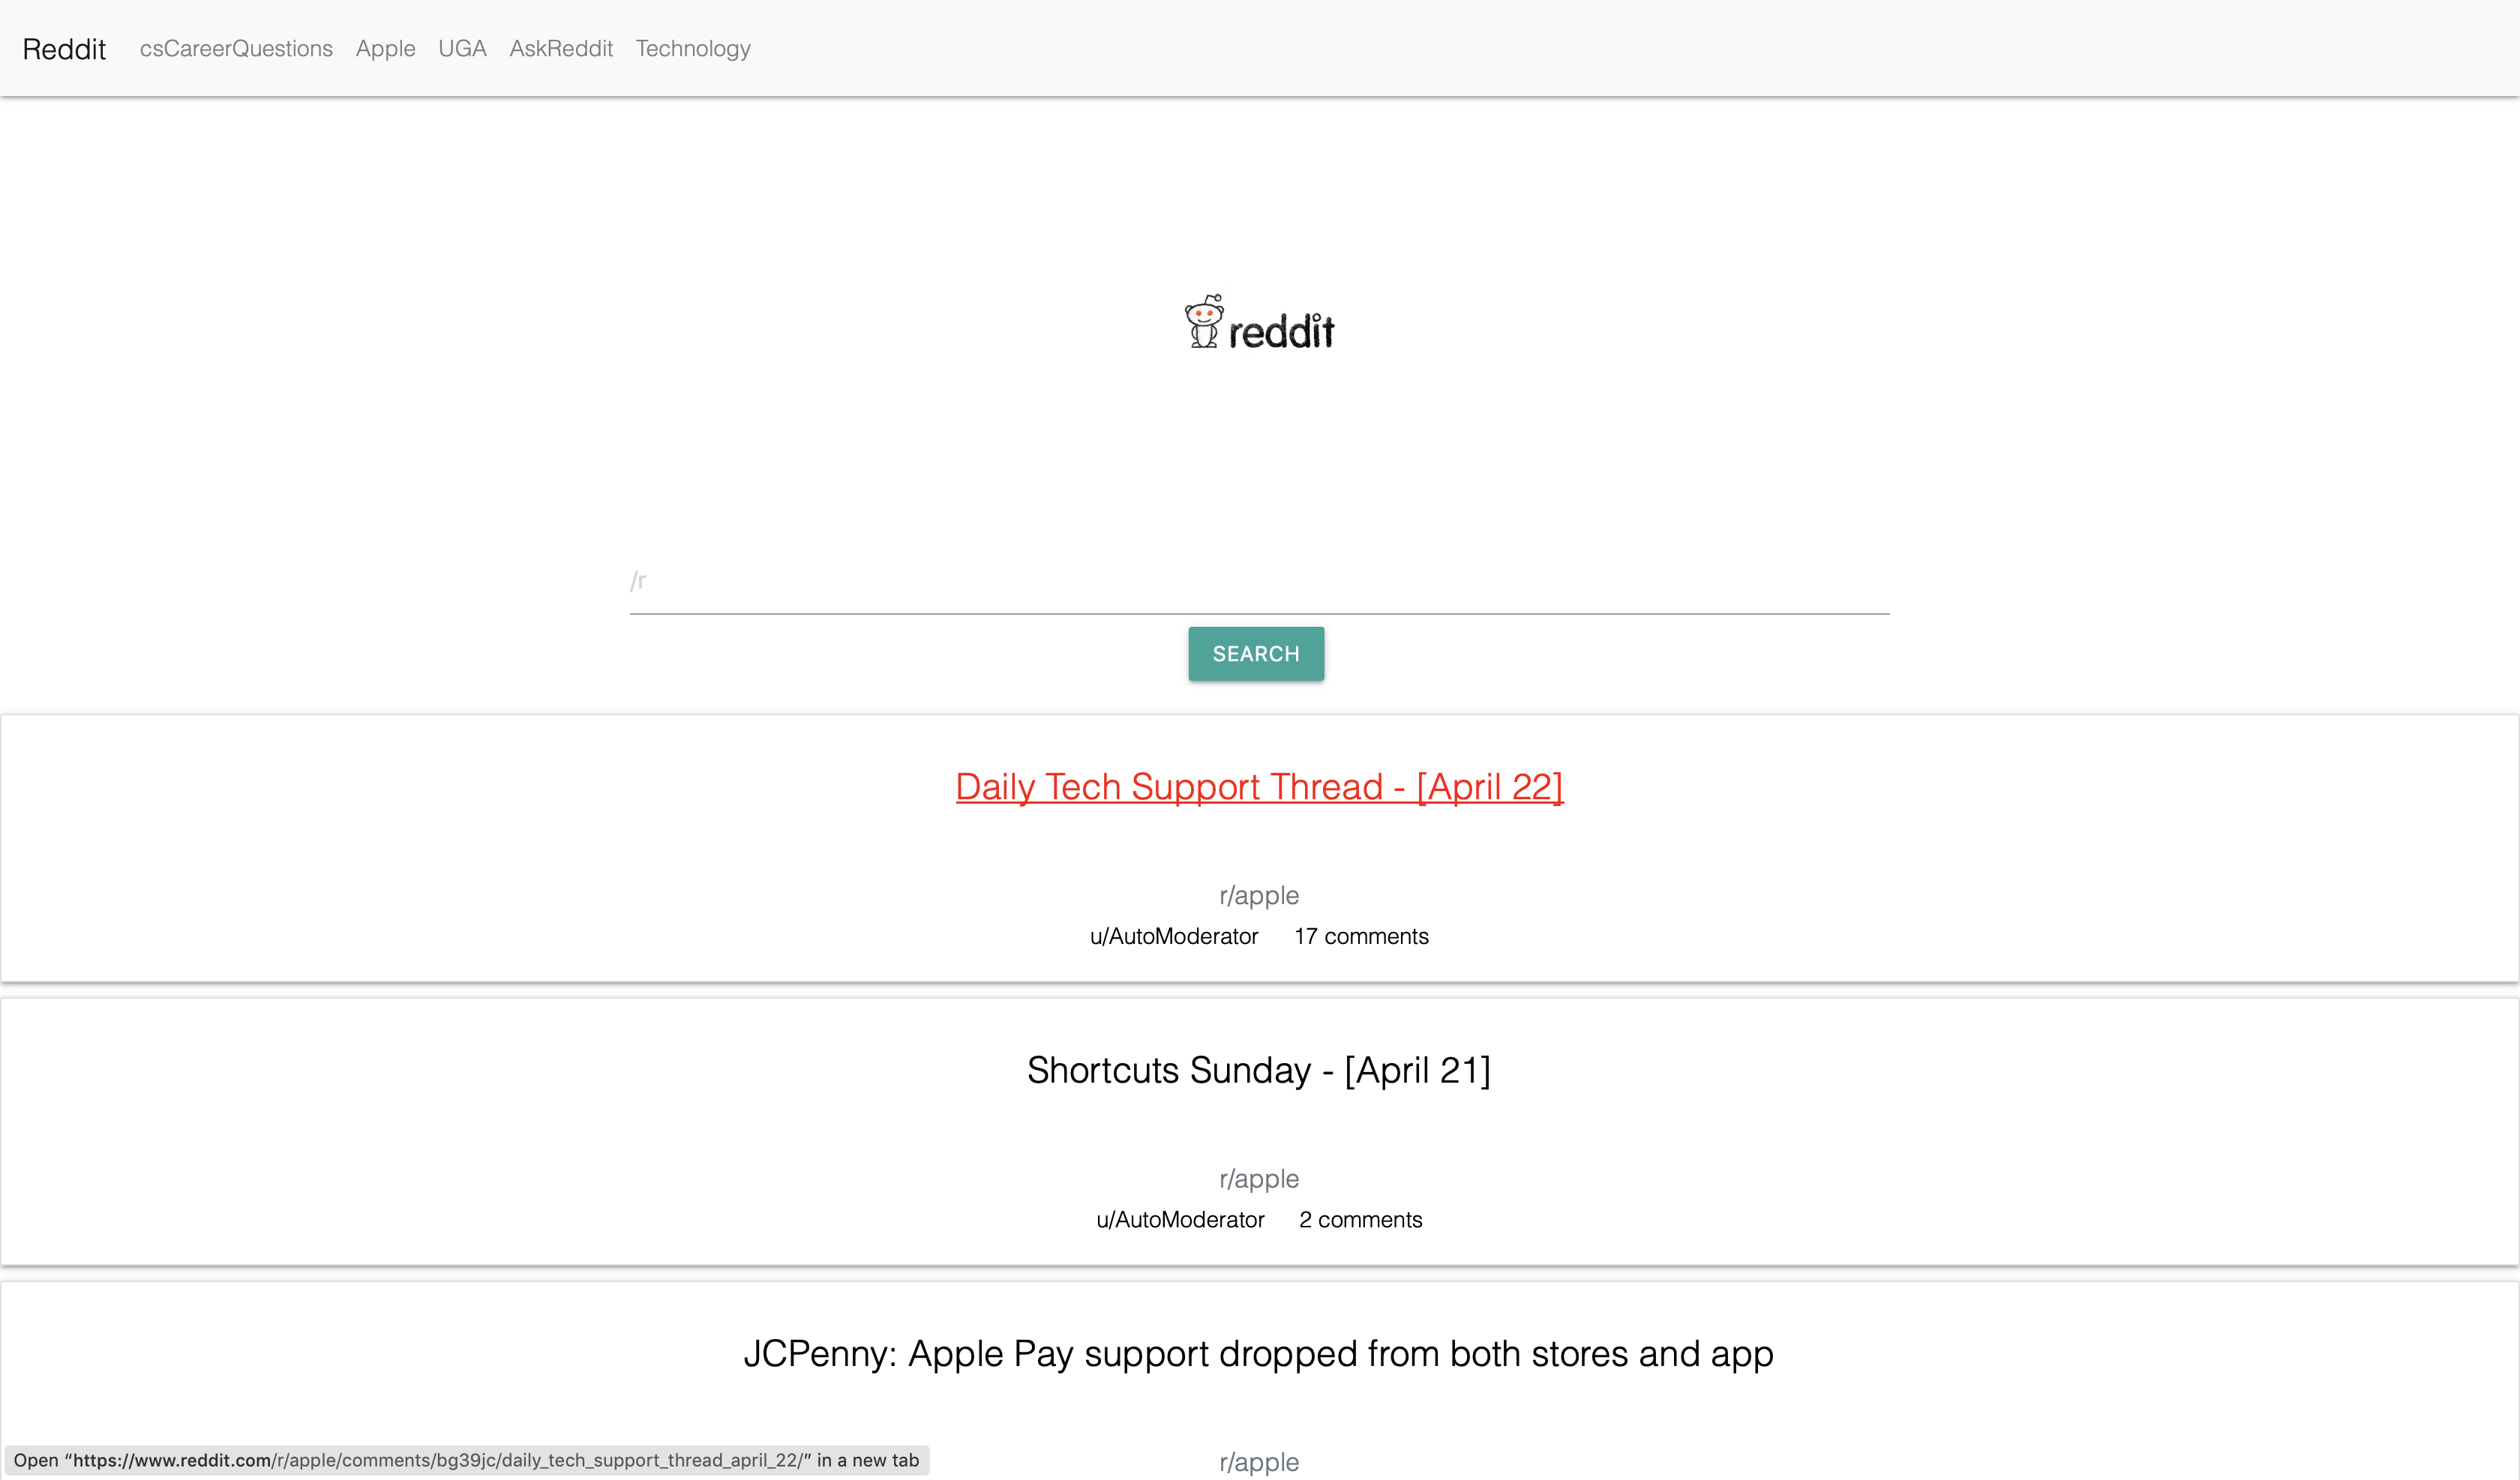 Reddit csCareerQuestions Apple UGA AskReddit Technology
reddit
/r
SEARCH
Daily Tech Support Thread - [April 22]
r/apple
u/AutoModerator 17 comments
Shortcuts Sunday - [April 21]
r/apple
u/AutoModerator 2 comments
JCPenny: Apple Pay support dropped from both stores and app
r/apple
Open “https://www.reddit.com/r/apple/comments/bg39jc/daily_tech_support_thread_april_22/” in a new tab